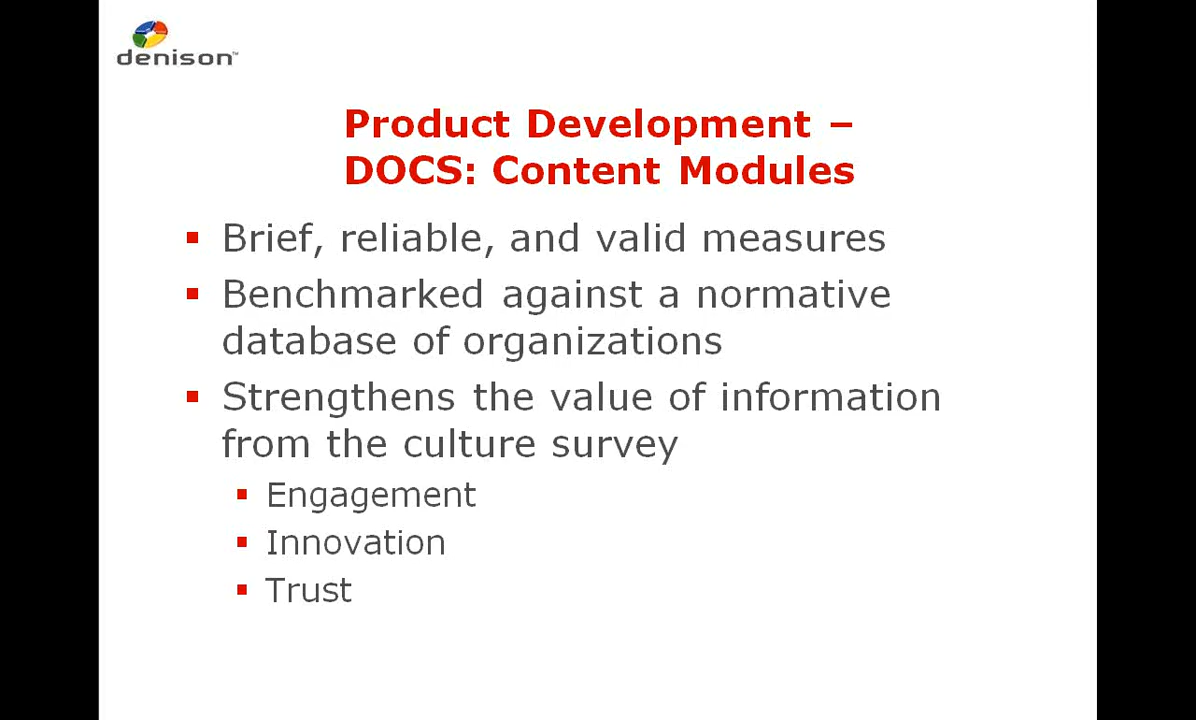 denison™
Product Development –
DOCS: Content Modules
Brief, reliable, and valid measures
Benchmarked against a normative
database of organizations
Strengthens the value of information
from the culture survey
Engagement
Innovation
Trust